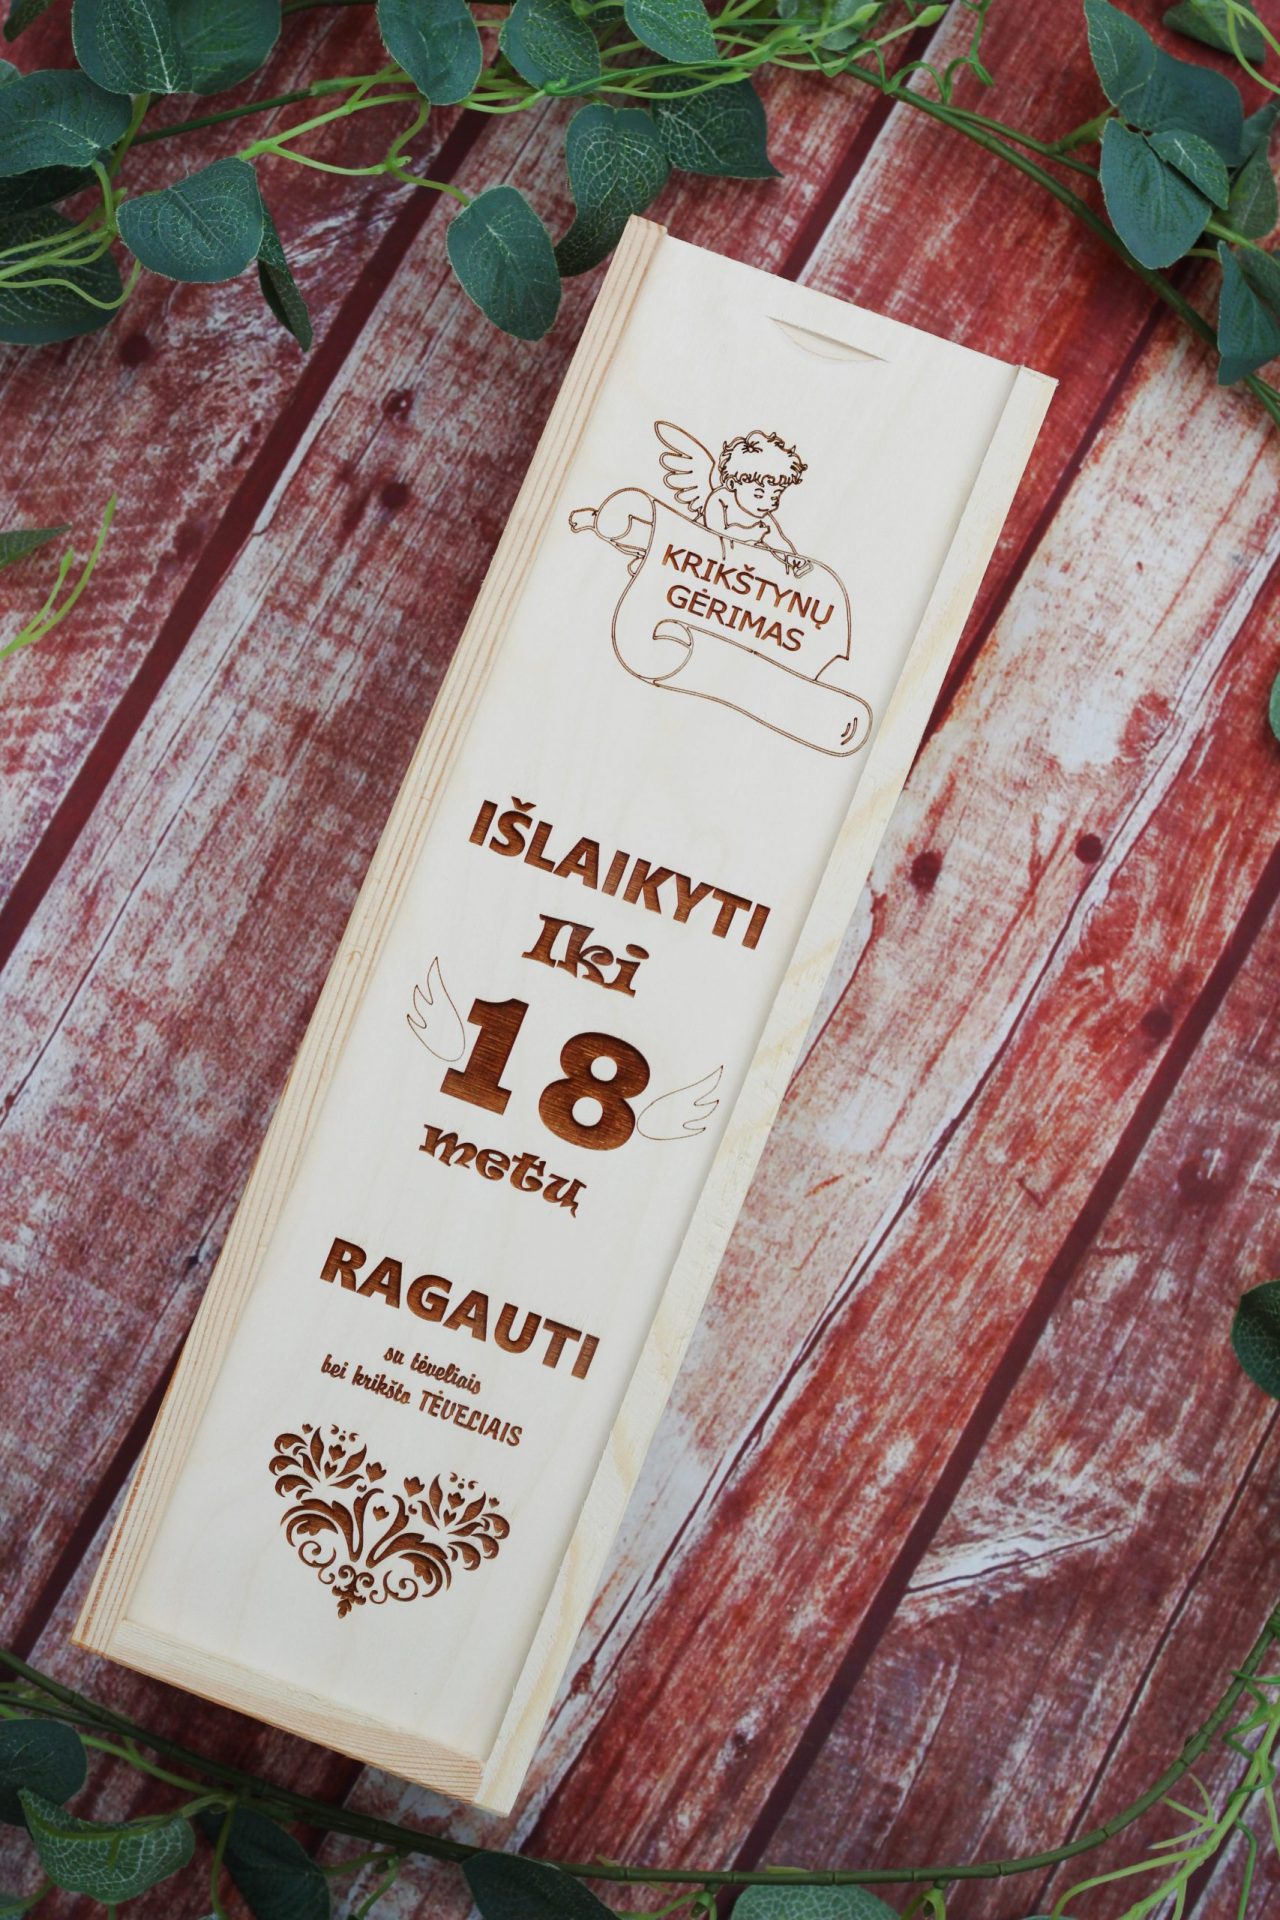 KRIKŠTYNŲ
GĖRIMAS
IŠLAIKYTI
Iki
18
metų
RAGAUTI
su tėveliais
bei krikšto TĖVELIAIS